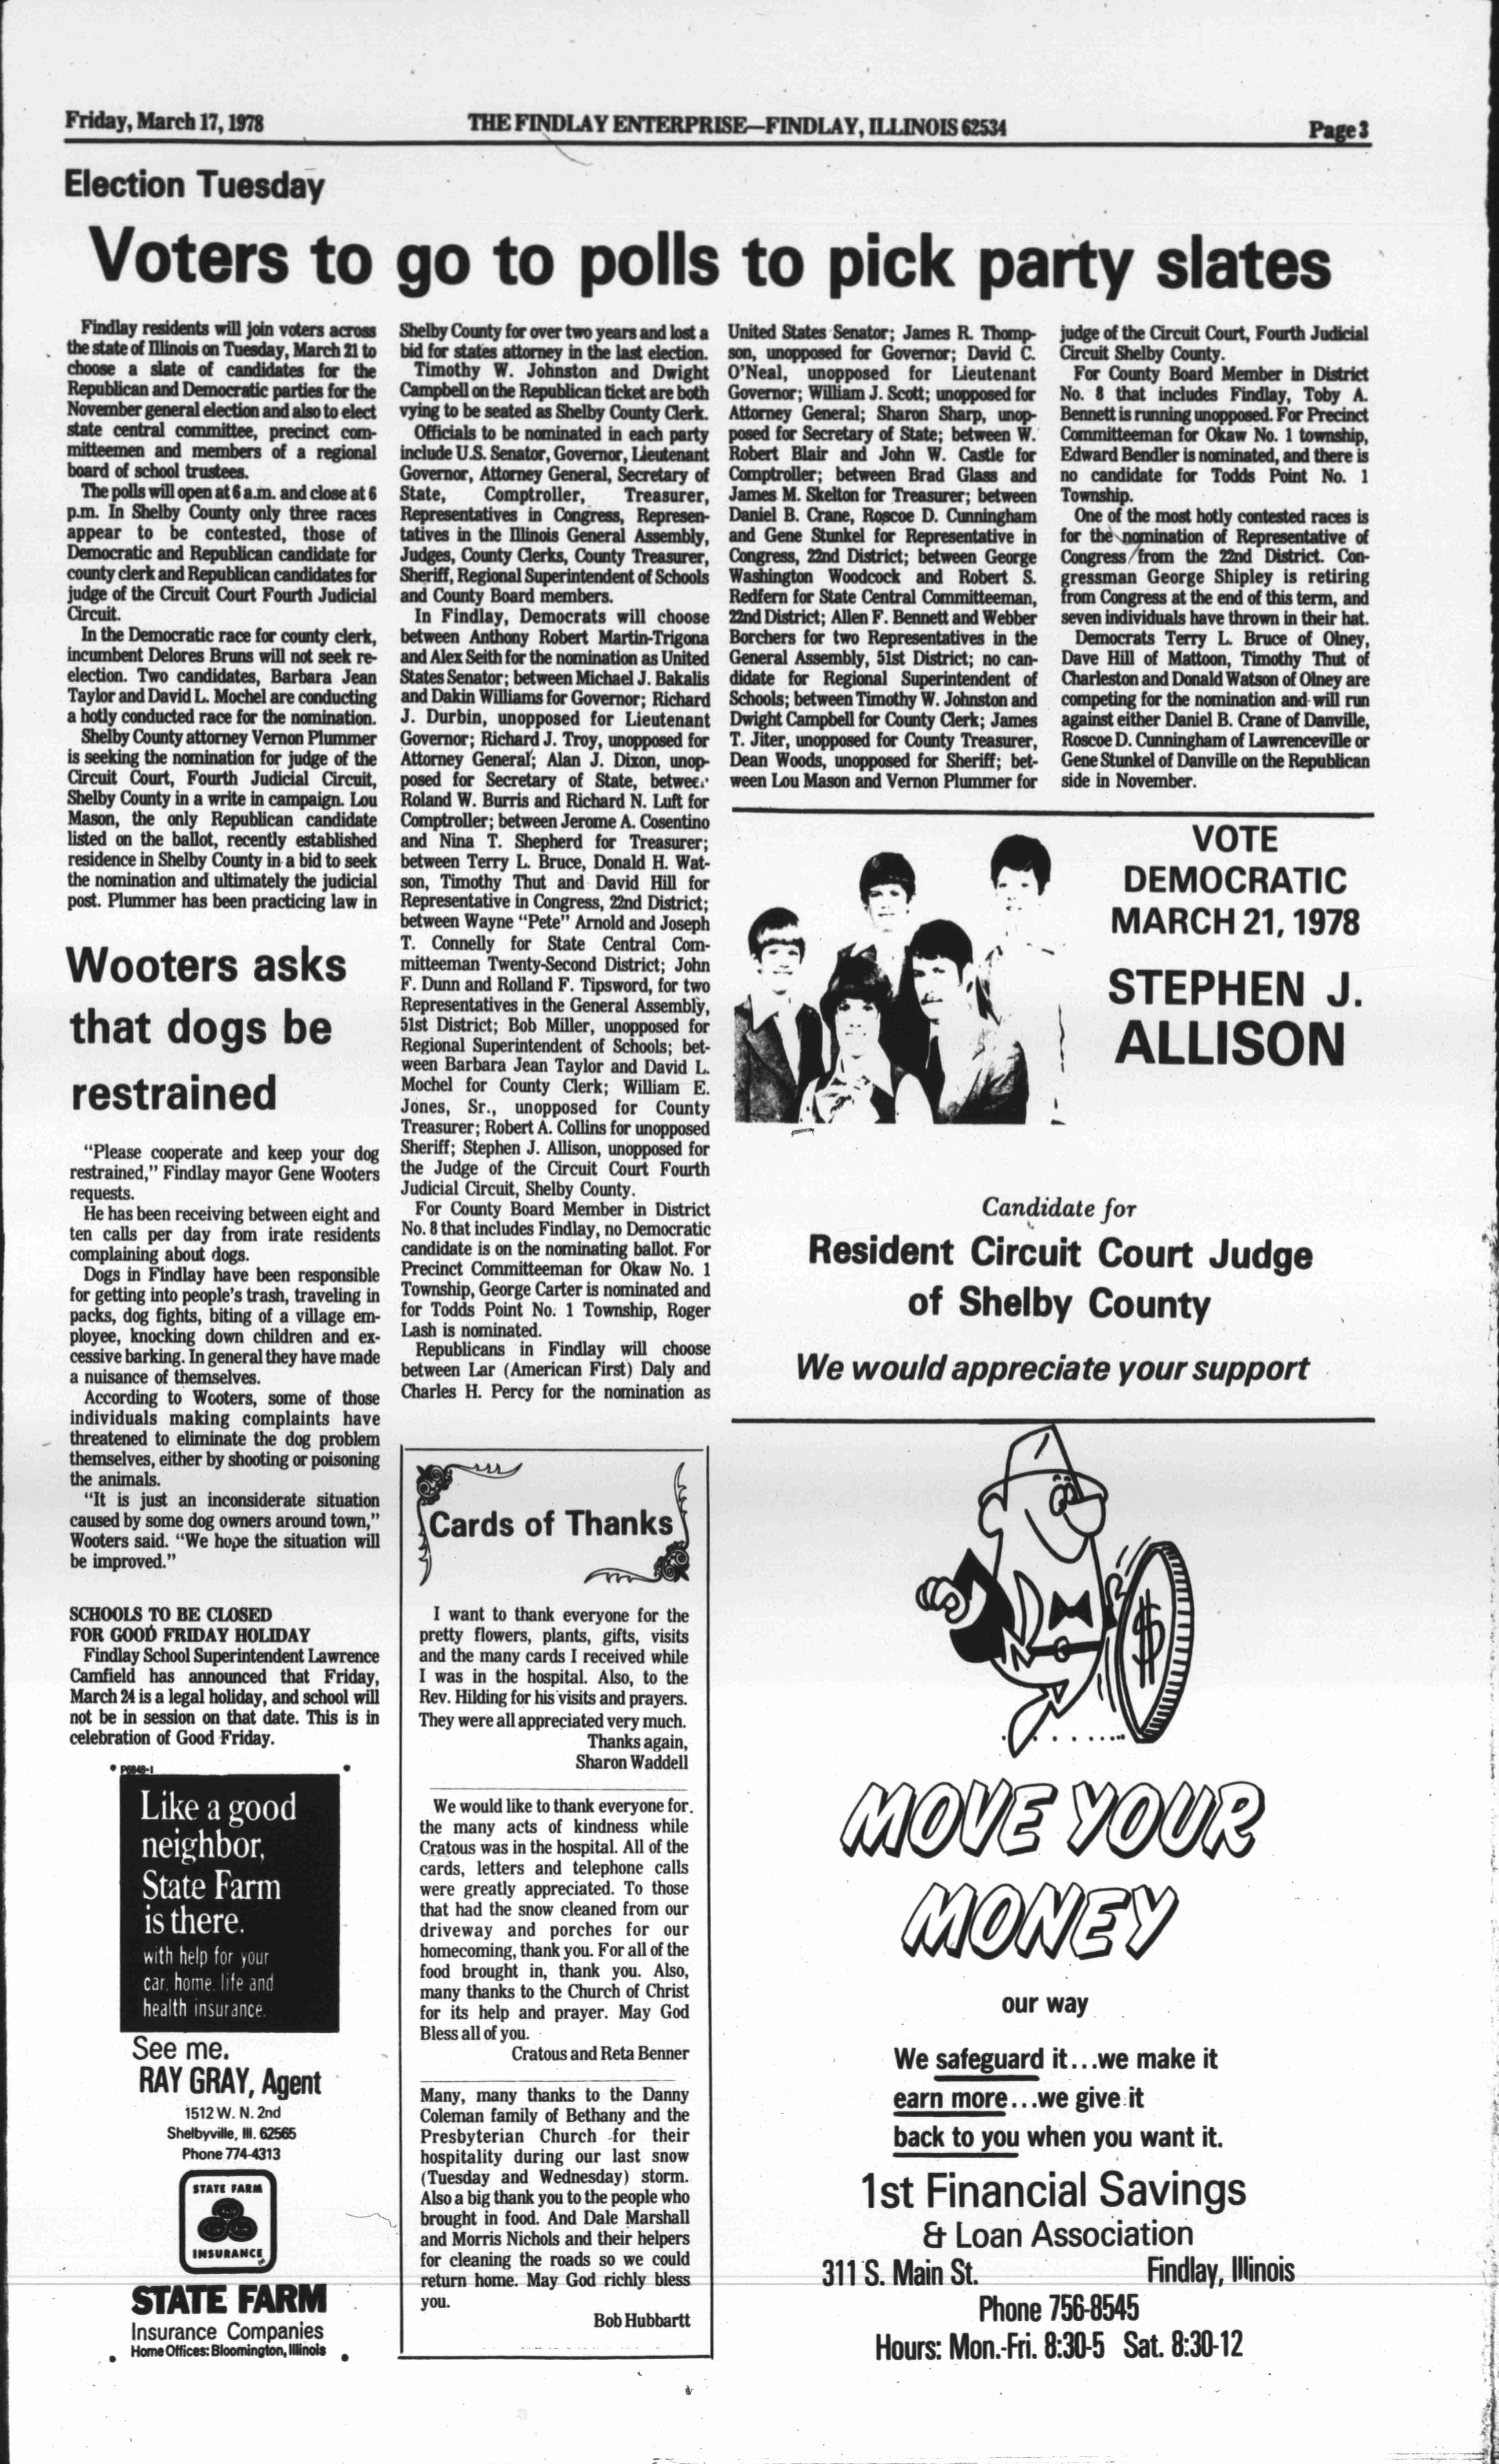 Friday, March 17, 1978
THE FINDLAY ENTERPRISE—FINDLAY, ILLINOIS 62534
Page 3
Election Tuesday
Voters to go to polls to pick party slates
Findlay residents will join voters across
the state of Illinois on Tuesday, March 21 to
choose a slate of candidates for the
Republican and Democratic parties for the
November general election and also to elect
state central committee, precinct com-
mitteemen and members of a regional
board of school trustees.
The polls will open at 6 a.m. and close at 6
p.m. In Shelby County only three races
appear to be contested, those of
Democratic and Republican candidate for
county clerk and Republican candidates for
judge of the Circuit Court Fourth Judicial
Circuit.
In the Democratic race for county clerk,
incumbent Delores Bruns will not seek re-
election. Two candidates, Barbara Jean
Taylor and David L. Mochel are conducting
a hotly conducted race for the nomination.
Shelby County attorney Vernon Plummer
is seeking the nomination for judge of the
Circuit Court, Fourth Judicial Circuit,
Shelby County in a write in campaign. Lou
Mason, the only Republican candidate
listed on the ballot, recently established
residence in Shelby County in a bid to seek
the nomination and ultimately the judicial
post. Plummer has been practicing law in
Shelby County for over two years and lost a
bid for states attorney in the last election.
Timothy W. Johnston and Dwight
Campbell on the Republican ticket are both
vying to be seated as Shelby County Clerk.
Officials to be nominated in each party
include U.S. Senator, Governor, Lieutenant
Governor, Attorney General, Secretary of
State, Comptroller, Treasurer,
Representatives in Congress, Represen-
tatives in the Illinois General Assembly,
Judges, County Clerks, County Treasurer,
Sheriff, Regional Superintendent of Schools
and County Board members.
In Findlay, Democrats will choose
between Anthony Robert Martin-Trigona
and Alex Seith for the nomination as United
States Senator; between Michael J. Bakalis
and Dakin Williams for Governor; Richard
J. Durbin, unopposed for Lieutenant
Governor; Richard J. Troy, unopposed for
Attorney General; Alan J. Dixon, unop-
posed for Secretary of State, between
Roland W. Burris and Richard N. Luft for
Comptroller; between Jerome A. Cosentino
and Nina T. Shepherd for Treasurer;
between Terry L. Bruce, Donald H. Wat-
son, Timothy Thut and David Hill for
Representative in Congress, 22nd District;
between Wayne "Pete" Arnold and Joseph
T. Connelly for State Central Com-
mitteeman Twenty-Second District; John
F. Dunn and Rolland F. Tipsword, for two
Representatives in the General Assembly,
51st District; Bob Miller, unopposed for
Regional Superintendent of Schools; bet-
ween Barbara Jean Taylor and David L.
Mochel for County Clerk; William E.
Jones, Sr., unopposed for County
Treasurer; Robert A. Collins for unopposed
Sheriff; Stephen J. Allison, unopposed for
the Judge of the Circuit Court Fourth
Judicial Circuit, Shelby County.
For County Board Member in District
No. 8 that includes Findlay, no Democratic
candidate is on the nominating ballot. For
Precinct Committeeman for Okaw No. 1
Township, George Carter is nominated and
for Todds Point No. 1 Township, Roger
Lash is nominated.
Republicans in Findlay will choose
between Lar (American First) Daly and
Charles H. Percy for the nomination as
United States Senator; James R. Thomp-
son, unopposed for Governor; David C.
O'Neal, unopposed for Lieutenant
Governor; William J. Scott; unopposed for
Attorney General; Sharon Sharp, unop-
posed for Secretary of State; between W.
Robert Blair and John W. Castle for
Comptroller; between Brad Glass and
James M. Skelton for Treasurer; between
Daniel B. Crane, Roscoe D. Cunningham
and Gene Stunkel for Representative in
Congress, 22nd District; between George
Washington Woodcock and Robert S.
Redfern for State Central Committeeman,
22nd District; Allen F. Bennett and Webber
Borchers for two Representatives in the
General Assembly, 51st District; no can-
didate for Regional Superintendent of
Schools; between Timothy W. Johnston and
Dwight Campbell for County Clerk; James
T. Jiter, unopposed for County Treasurer,
Dean Woods, unopposed for Sheriff; bet-
ween Lou Mason and Vernon Plummer for
judge of the Circuit Court, Fourth Judicial
Circuit Shelby County.
For County Board Member in District
No. 8 that includes Findlay, Toby A.
Bennett is running unopposed. For Precinct
Committeeman for Okaw No. 1 township,
Edward Bendler is nominated, and there is
no candidate for Todds Point No. 1
Township.
One of the most hotly contested races is
for the nomination of Representative of
Congress from the 22nd District. Con-
gressman George Shipley is retiring
from Congress at the end of this term, and
seven individuals have thrown in their hat.
Democrats Terry L. Bruce of Olney,
Dave Hill of Mattoon, Timothy Thut of
Charleston and Donald Watson of Olney are
competing for the nomination and will run
against either Daniel B. Crane of Danville,
Roscoe D. Cunningham of Lawrenceville or
Gene Stunkel of Danville on the Republican
side in November.
Wooters asks
that dogs be
restrained
"Please cooperate and keep your dog
restrained," Findlay mayor Gene Wooters
requests.
He has been receiving between eight and
ten calls per day from irate residents
complaining about dogs.
Dogs in Findlay have been responsible
for getting into people's trash, traveling in
packs, dog fights, biting of a village em-
ployee, knocking down children and ex-
cessive barking. In general they have made
a nuisance of themselves.
According to Wooters, some of those
individuals making complaints have
threatened to eliminate the dog problem
themselves, either by shooting or poisoning
the animals.
"It is just an inconsiderate situation
caused by some dog owners around town,"
Wooters said. "We hope the situation will
be improved."
SCHOOLS TO BE CLOSED
FOR GOOD FRIDAY HOLIDAY
Findlay School Superintendent Lawrence
Camfield has announced that Friday,
March 24 is a legal holiday, and school will
not be in session on that date. This is in
celebration of Good Friday.
P6848-1
Like a good
neighbor,
State Farm
is there.
with help for your
car, home, life and
health insurance.
See me.
RAY GRAY, Agent
1512 W. N. 2nd
Shelbyville, Ill. 62565
Phone 774-4313
STATE FARM
INSURANCE
STATE FARM
Insurance Companies
Home Offices: Bloomington, Illinois
Cards of Thanks
I want to thank everyone for the
pretty flowers, plants, gifts, visits
and the many cards I received while
I was in the hospital. Also, to the
Rev. Hilding for his visits and prayers.
They were all appreciated very much.
Thanks again,
Sharon Waddell
We would like to thank everyone for
the many acts of kindness while
Cratous was in the hospital. All of the
cards, letters and telephone calls
were greatly appreciated. To those
that had the snow cleaned from our
driveway and porches for our
homecoming, thank you. For all of the
food brought in, thank you. Also,
many thanks to the Church of Christ
for its help and prayer. May God
Bless all of you.
Cratous and Reta Benner
Many, many thanks to the Danny
Coleman family of Bethany and the
Presbyterian Church for their
hospitality during our last snow
(Tuesday and Wednesday) storm.
Also a big thank you to the people who
brought in food. And Dale Marshall
and Morris Nichols and their helpers
for cleaning the roads so we could
return home. May God richly bless
you.
Bob Hubbartt
VOTE
DEMOCRATIC
MARCH 21, 1978
STEPHEN J.
ALLISON
Candidate for
Resident Circuit Court Judge
of Shelby County
We would appreciate your support
$
MOVE YOUR
MONEY
our way
We safeguard it...we make it
earn more...we give it
back to you when you want it.
1st Financial Savings
& Loan Association
311 S. Main St. Findlay, Illinois
Phone 756-8545
Hours: Mon.-Fri. 8:30-5 Sat. 8:30-12